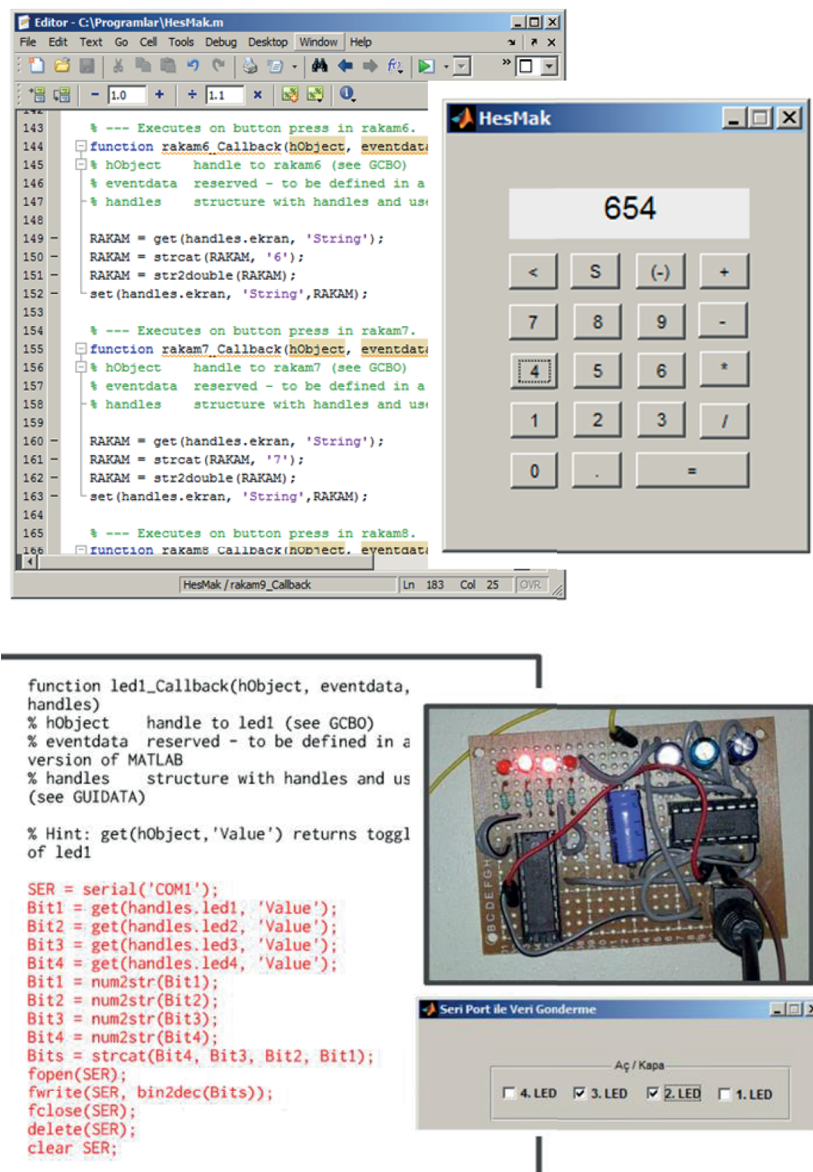 Editor - C:\Programlar\HesMak.m
File Edit Text Go Cell Tools Debug Desktop Window Help
- 1.0 + ÷ 1.1 ×
143 % --- Executes on button press in rakam6.
144 function rakam6_Callback(hObject, eventdata
145 % hObject handle to rakam6 (see GCBO)
146 % eventdata reserved - to be defined in a
147 % handles structure with handles and use
148
149 - RAKAM = get(handles.ekran, 'String');
150 - RAKAM = strcat(RAKAM, '6');
151 - RAKAM = str2double(RAKAM);
152 - set(handles.ekran, 'String',RAKAM);
153
154 % --- Executes on button press in rakam7.
155 function rakam7_Callback(hObject, eventdata
156 % hObject handle to rakam7 (see GCBO)
157 % eventdata reserved - to be defined in a
158 % handles structure with handles and use
159
160 - RAKAM = get(handles.ekran, 'String');
161 - RAKAM = strcat(RAKAM, '7');
162 - RAKAM = str2double(RAKAM);
163 - set(handles.ekran, 'String',RAKAM);
164
165 % --- Executes on button press in rakam8.
166 function rakam8_Callback(hObject, eventdata
HesMak / rakam9_Callback Ln 183 Col 25 OVR
HesMak
654
< S (-) +
7 8 9 -
4 5 6 *
1 2 3 /
0 . =
function led1_Callback(hObject, eventdata,
handles)
% hObject handle to led1 (see GCBO)
% eventdata reserved - to be defined in a
version of MATLAB
% handles structure with handles and us
(see GUIDATA)
% Hint: get(hObject,'Value') returns toggl
of led1
SER = serial('COM1');
Bit1 = get(handles.led1, 'Value');
Bit2 = get(handles.led2, 'Value');
Bit3 = get(handles.led3, 'Value');
Bit4 = get(handles.led4, 'Value');
Bit1 = num2str(Bit1);
Bit2 = num2str(Bit2);
Bit3 = num2str(Bit3);
Bit4 = num2str(Bit4);
Bits = strcat(Bit4, Bit3, Bit2, Bit1);
fopen(SER);
fwrite(SER, bin2dec(Bits));
fclose(SER);
delete(SER);
clear SER;
Seri Port ile Veri Gonderme
Aç / Kapa
4. LED 3. LED 2. LED 1. LED